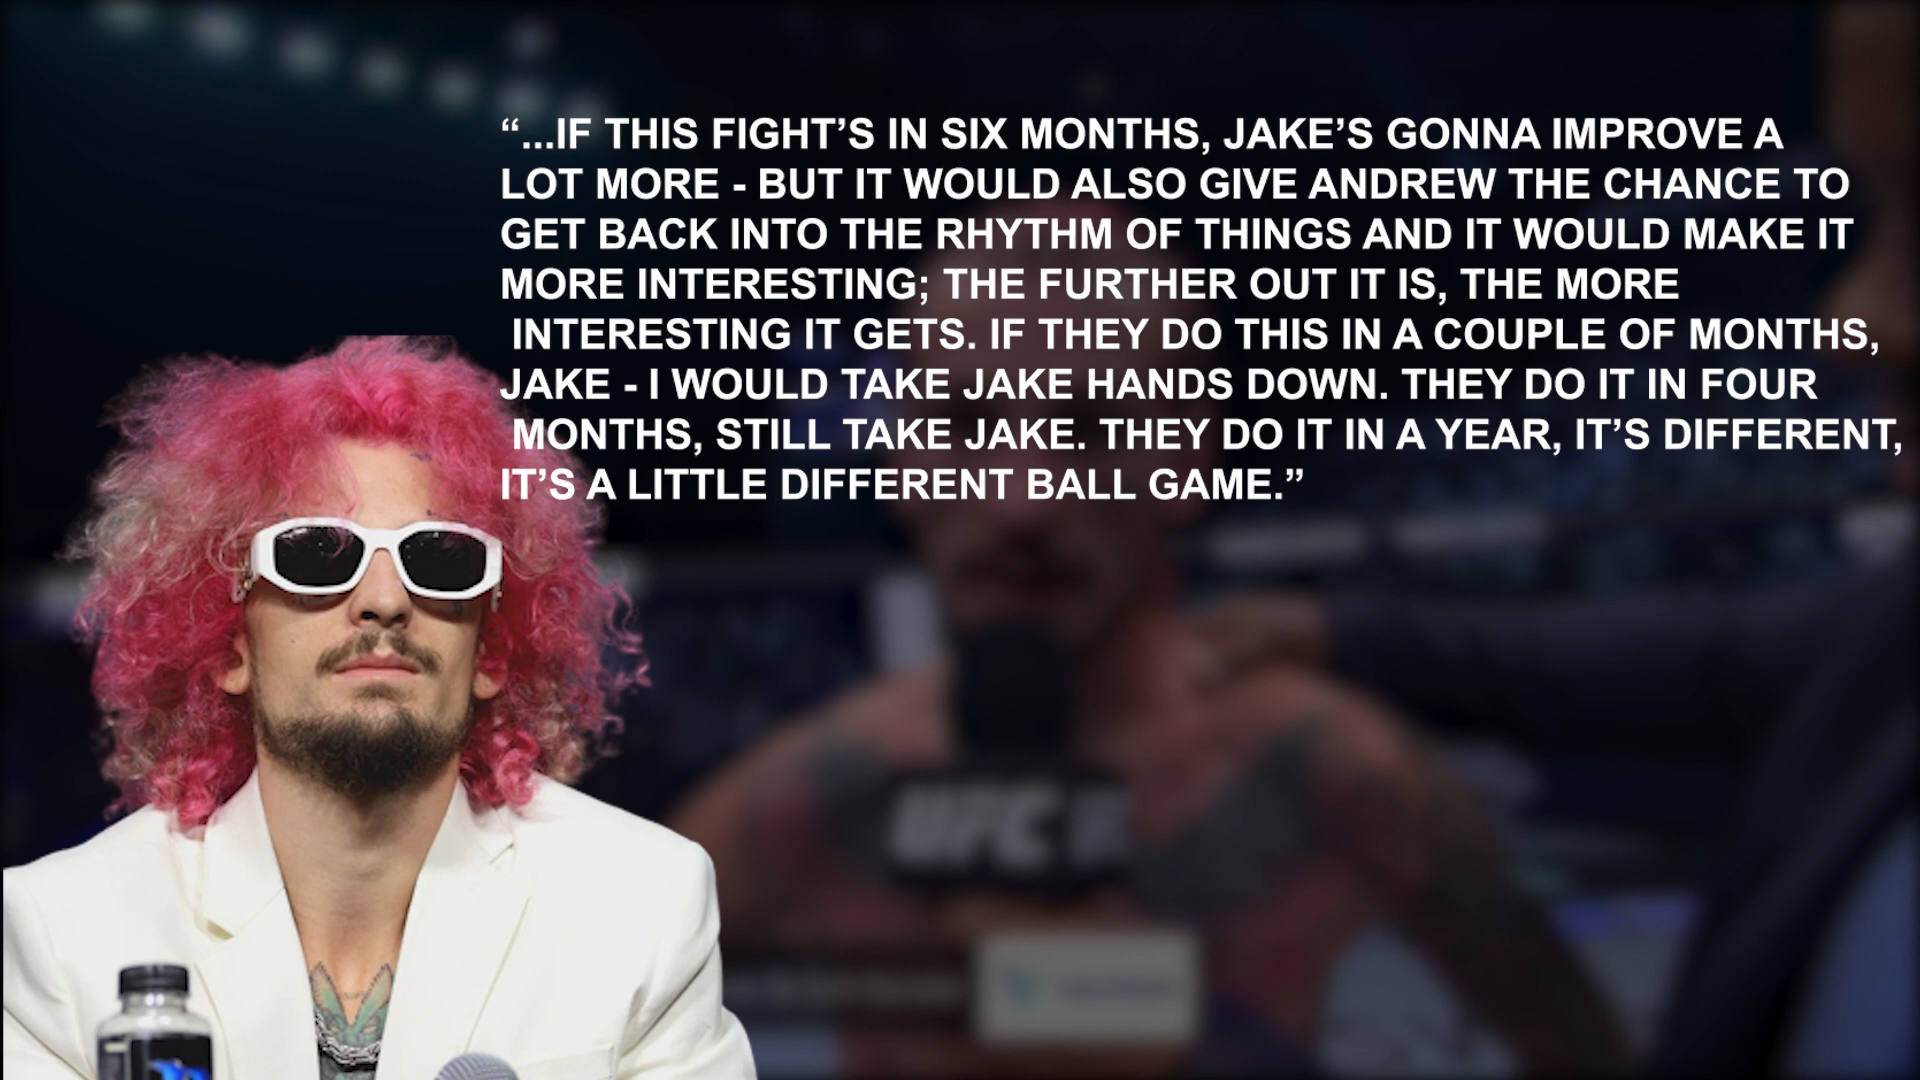 “...IF THIS FIGHT’S IN SIX MONTHS, JAKE’S GONNA IMPROVE A
LOT MORE - BUT IT WOULD ALSO GIVE ANDREW THE CHANCE TO
GET BACK INTO THE RHYTHM OF THINGS AND IT WOULD MAKE IT
MORE INTERESTING; THE FURTHER OUT IT IS, THE MORE
INTERESTING IT GETS. IF THEY DO THIS IN A COUPLE OF MONTHS,
JAKE - I WOULD TAKE JAKE HANDS DOWN. THEY DO IT IN FOUR
MONTHS, STILL TAKE JAKE. THEY DO IT IN A YEAR, IT’S DIFFERENT,
IT’S A LITTLE DIFFERENT BALL GAME.”
UFC